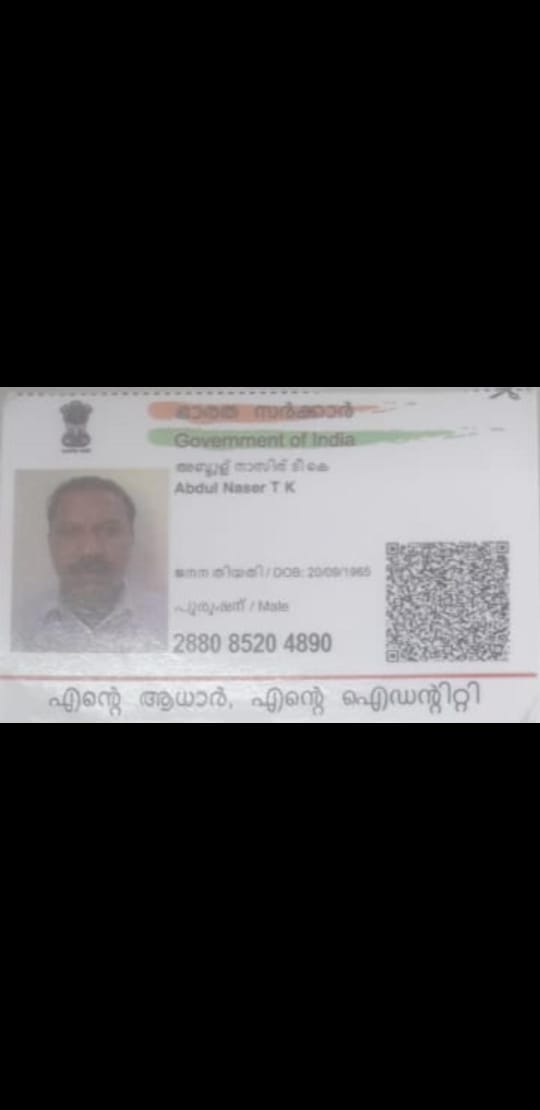 ഭാരത സർക്കാർ
Government of India
അബ്ദുള്‍ നാസിര്‍ ടി കെ
Abdul Naser T K
ജനന തിയതി / DOB: 20/09/1965
പുരുഷന്‍ / Male
2880 8520 4890
എന്റെ ആധാർ, എന്റെ ഐഡന്റിറ്റി